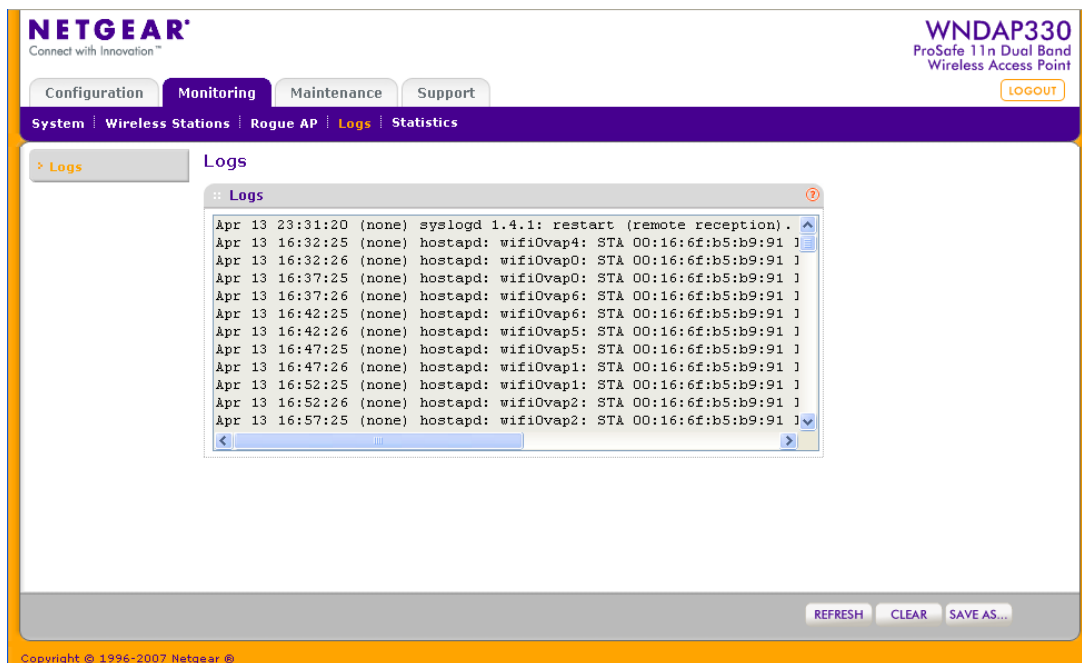 NETGEAR®
Connect with Innovation™
WNDAP330
ProSafe 11n Dual Band
Wireless Access Point
Configuration
Monitoring
Maintenance
Support
LOGOUT
System
Wireless Stations
Rogue AP
Logs
Statistics
Logs
Logs
Logs
Apr 13 23:31:20 (none) syslogd 1.4.1: restart (remote reception).
Apr 13 16:32:25 (none) hostapd: wifi0vap4: STA 00:16:6f:b5:b9:91
Apr 13 16:32:26 (none) hostapd: wifi0vap0: STA 00:16:6f:b5:b9:91
Apr 13 16:37:25 (none) hostapd: wifi0vap0: STA 00:16:6f:b5:b9:91
Apr 13 16:37:26 (none) hostapd: wifi0vap6: STA 00:16:6f:b5:b9:91
Apr 13 16:42:25 (none) hostapd: wifi0vap6: STA 00:16:6f:b5:b9:91
Apr 13 16:42:26 (none) hostapd: wifi0vap5: STA 00:16:6f:b5:b9:91
Apr 13 16:47:25 (none) hostapd: wifi0vap5: STA 00:16:6f:b5:b9:91
Apr 13 16:47:26 (none) hostapd: wifi0vap1: STA 00:16:6f:b5:b9:91
Apr 13 16:52:25 (none) hostapd: wifi0vap1: STA 00:16:6f:b5:b9:91
Apr 13 16:52:26 (none) hostapd: wifi0vap2: STA 00:16:6f:b5:b9:91
Apr 13 16:57:25 (none) hostapd: wifi0vap2: STA 00:16:6f:b5:b9:91
REFRESH
CLEAR
SAVE AS...
Copyright © 1996-2007 Netgear ®